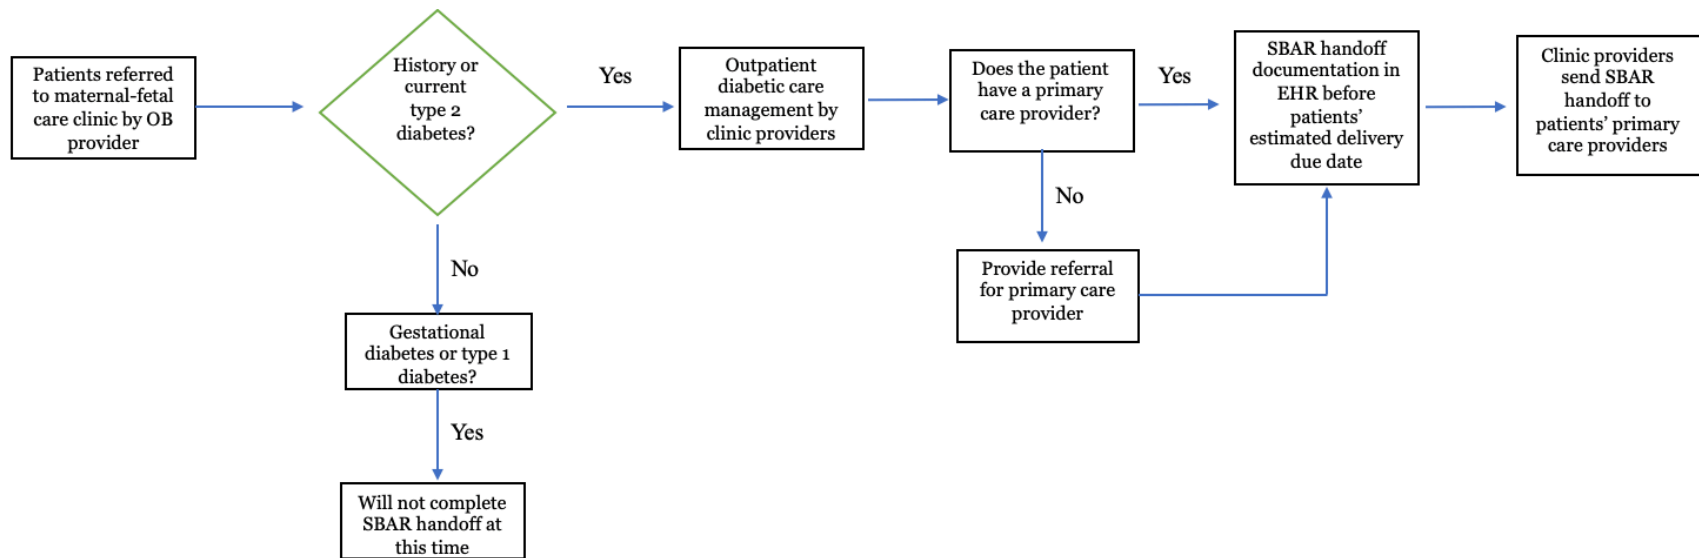 Patients referred
to maternal-fetal
care clinic by OB
provider
History or
current
type 2
diabetes?
Yes
Outpatient
diabetic care
management by
clinic providers
Does the patient
have a primary
care provider?
Yes
SBAR handoff
documentation in
EHR before
patients’
estimated delivery
due date
Clinic providers
send SBAR
handoff to
patients’ primary
care providers
No
Provide referral
for primary care
provider
No
Gestational
diabetes or type 1
diabetes?
Yes
Will not complete
SBAR handoff at
this time